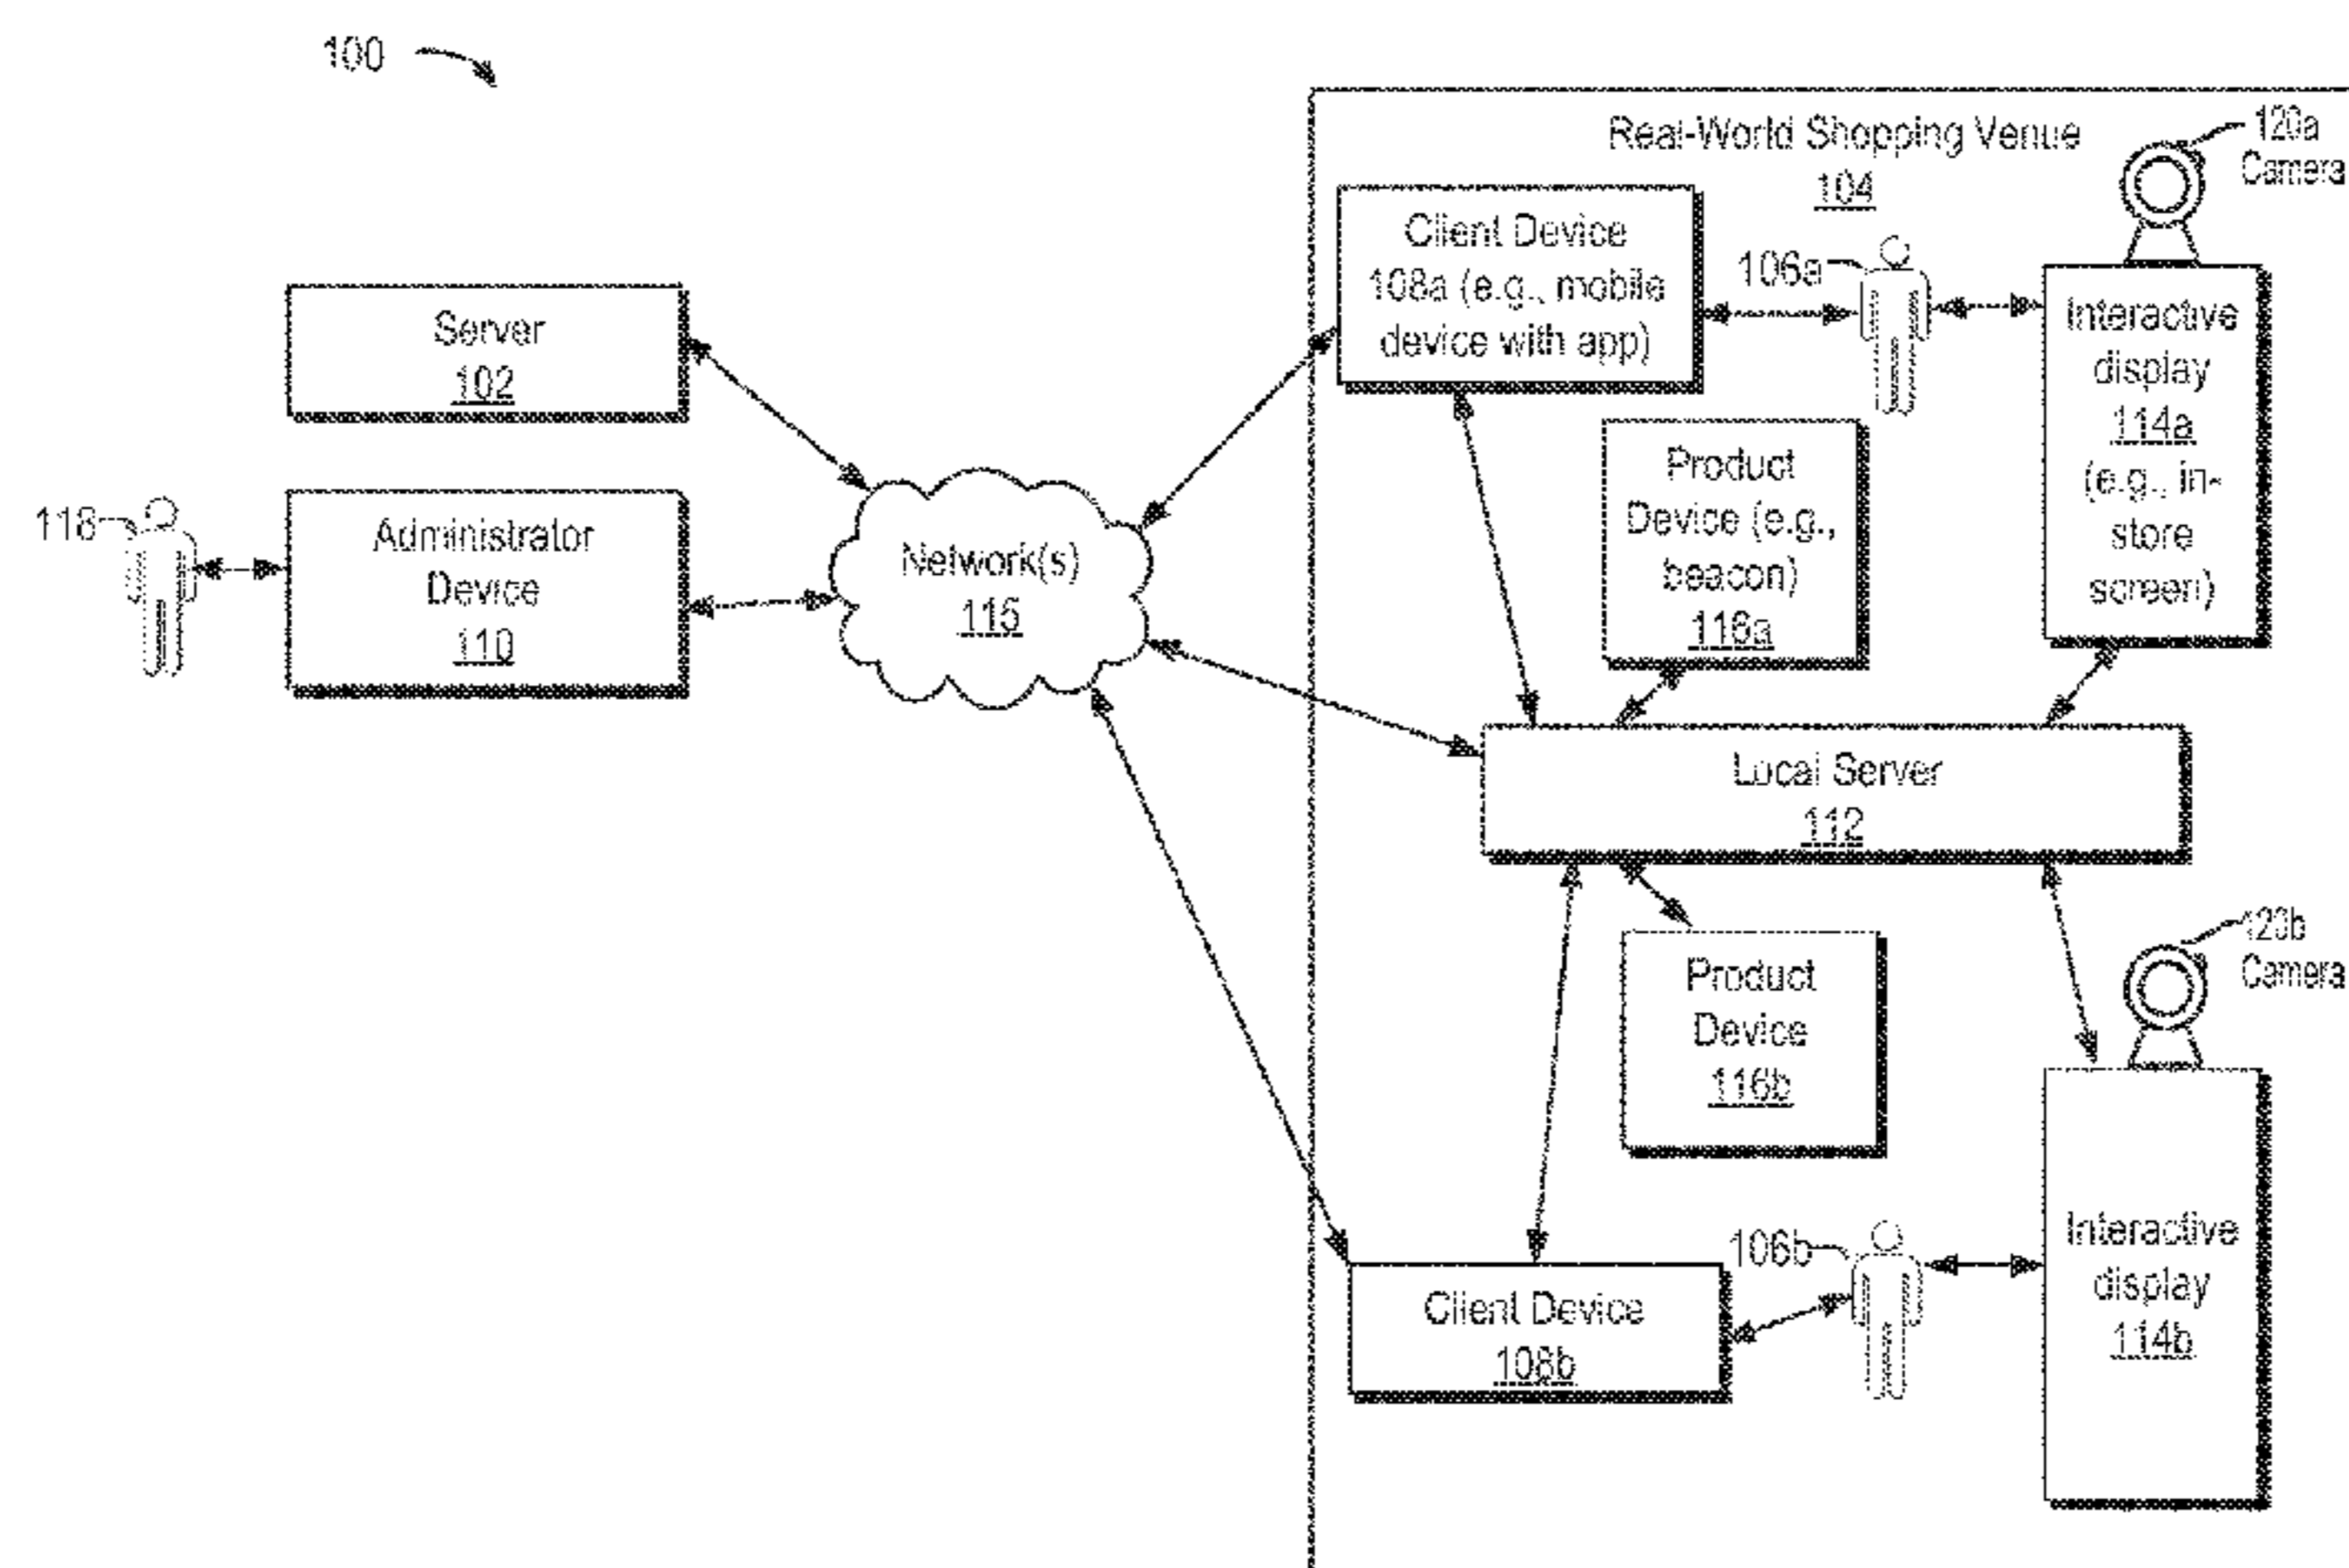 100
Real-World Shopping Venue
104
120a
Camera
Client Device
108a (e.g., mobile
device with app)
106a
Interactive
display
114a
(e.g., in-
store
screen)
Server
102
Product
Device (e.g.,
beacon)
116a
118
Administrator
Device
110
Network(s)
115
Local Server
112
120b
Camera
Product
Device
116b
Client Device
108b
106b
Interactive
display
114b